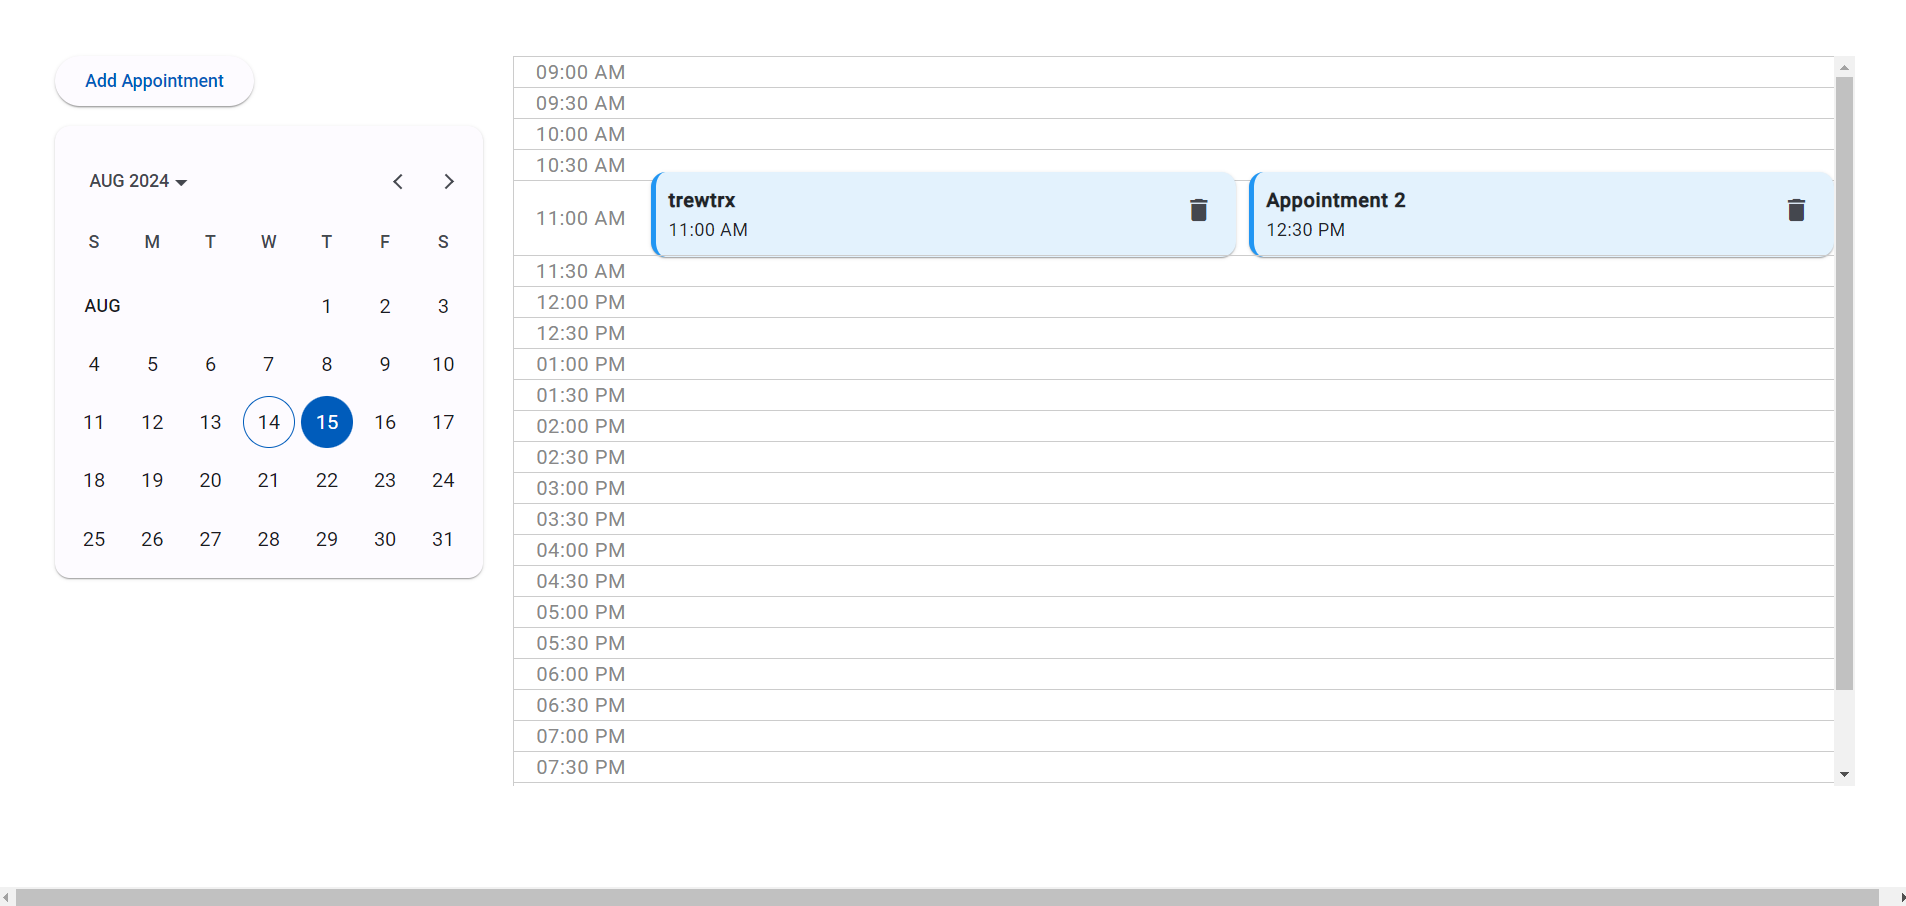 Add Appointment
AUG 2024
S M T W T F S
AUG 1 2 3
4 5 6 7 8 9 10
11 12 13 14 15 16 17
18 19 20 21 22 23 24
25 26 27 28 29 30 31
09:00 AM
09:30 AM
10:00 AM
10:30 AM
11:00 AM
trewtrx
11:00 AM
Appointment 2
12:30 PM
11:30 AM
12:00 PM
12:30 PM
01:00 PM
01:30 PM
02:00 PM
02:30 PM
03:00 PM
03:30 PM
04:00 PM
04:30 PM
05:00 PM
05:30 PM
06:00 PM
06:30 PM
07:00 PM
07:30 PM